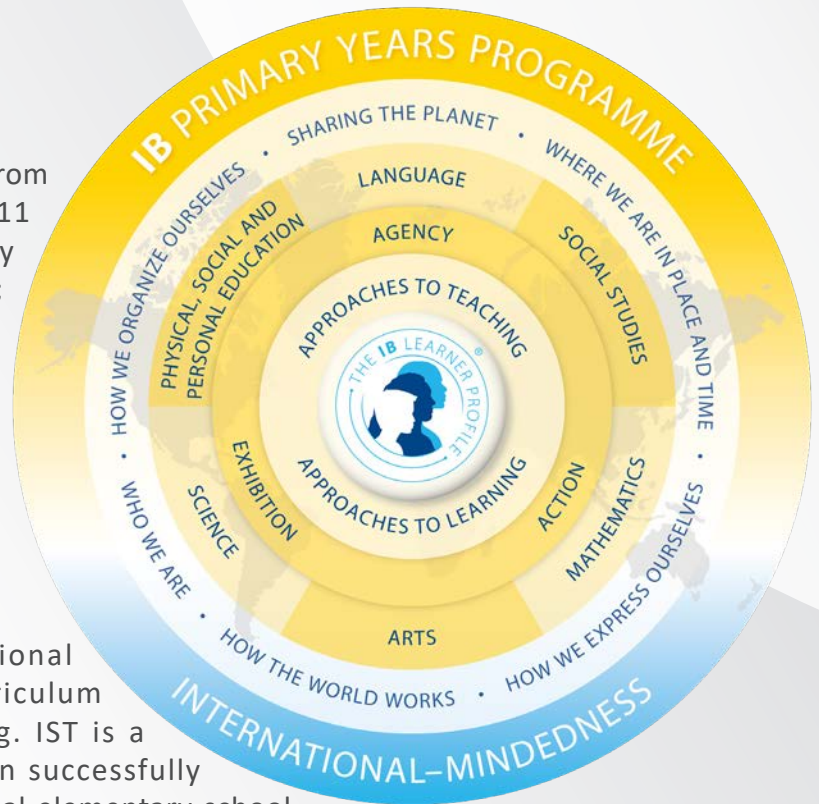 rom
11
y
IB PRIMARY YEARS PROGRAMME
HOW WE ORGANIZE OURSELVES • SHARING THE PLANET • WHERE WE ARE IN PLACE AND TIME •
HOW WE EXPRESS OURSELVES • HOW THE WORLD WORKS • WHO WE ARE •
LANGUAGE
SOCIAL STUDIES
MATHEMATICS
ARTS
SCIENCE
PHYSICAL, SOCIAL AND
PERSONAL EDUCATION
AGENCY
ACTION
EXHIBITION
APPROACHES TO TEACHING
APPROACHES TO LEARNING
• THE IB LEARNER PROFILE • ®
INTERNATIONAL–MINDEDNESS
ional
riculum
g. IST is a
n successfully